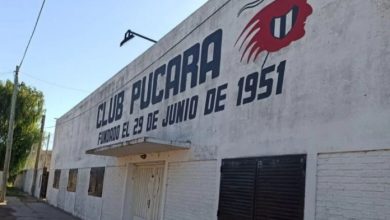 CLUB PUCARA
FUNDADO EL 29 DE JUNIO DE 1951